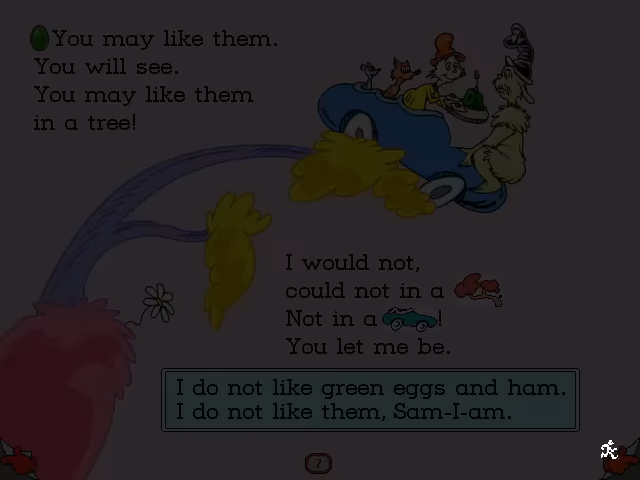 You may like them.
You will see.
You may like them
in a tree!
I would not,
could not in a
Not in a !
You let me be.
I do not like green eggs and ham.
I do not like them, Sam-I-am.
7